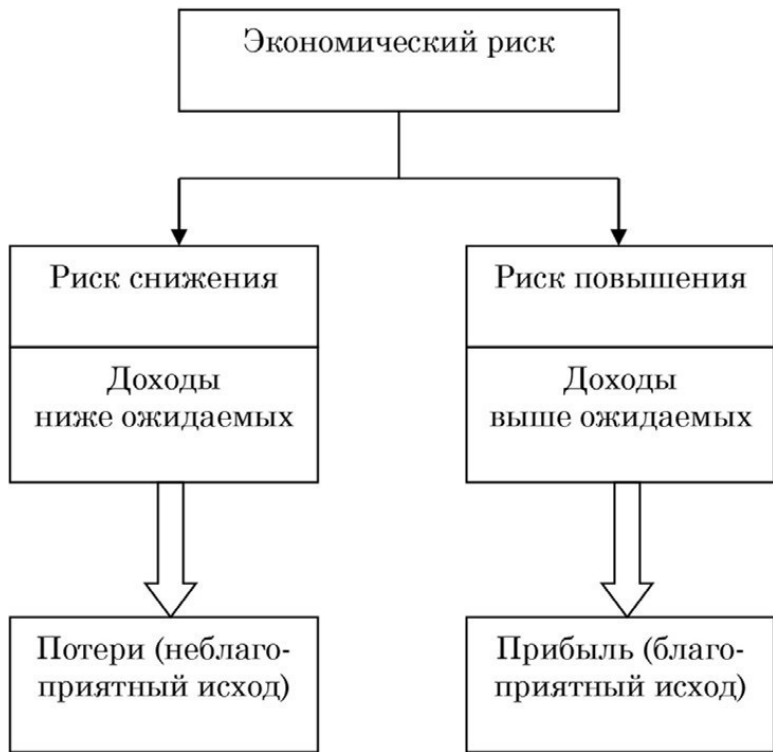 Экономический риск
Риск снижения
Доходы
ниже ожидаемых
Потери (неблаго-
приятный исход)
Риск повышения
Доходы
выше ожидаемых
Прибыль (благо-
приятный исход)